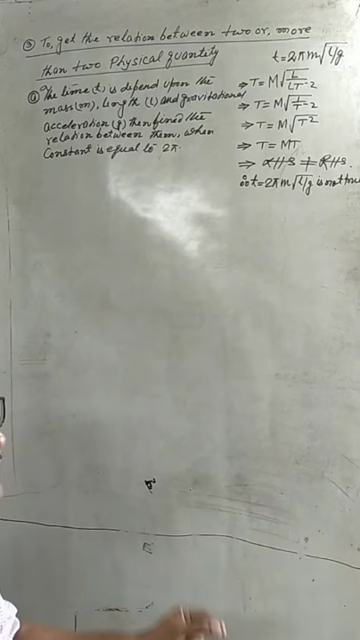 ③ To, get the relation between two or, more
than two Physical quantity
Ⓠ The time (t) is depend upon the
mass(m), length (l) and gravitational
acceleration (g) then find the
relation between them, when
Constant is equal to 2π.
t=2πm√l/g
⇒ T = M√L/LT-2
⇒ T = M√1/T-2
⇒ T = M√T2
⇒ T = MT
⇒ LHS ≠ RHS.
∴ t=2πm√l/g is not true